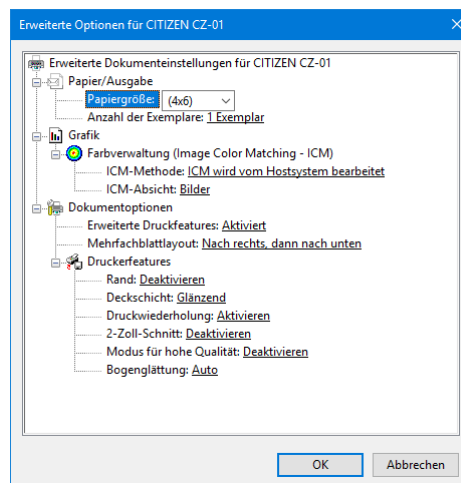 Erweiterte Optionen für CITIZEN CZ-01
Erweiterte Dokumenteinstellungen für CITIZEN CZ-01
Papier/Ausgabe
Papiergröße: (4x6)
Anzahl der Exemplare: 1 Exemplar
Grafik
Farbverwaltung (Image Color Matching - ICM)
ICM-Methode: ICM wird vom Hostsystem bearbeitet
ICM-Absicht: Bilder
Dokumentoptionen
Erweiterte Druckfeatures: Aktiviert
Mehrfachblattlayout: Nach rechts, dann nach unten
Druckerfeatures
Rand: Deaktivieren
Deckschicht: Glänzend
Druckwiederholung: Aktivieren
2-Zoll-Schnitt: Deaktivieren
Modus für hohe Qualität: Deaktivieren
Bogenglättung: Auto
OK Abbrechen